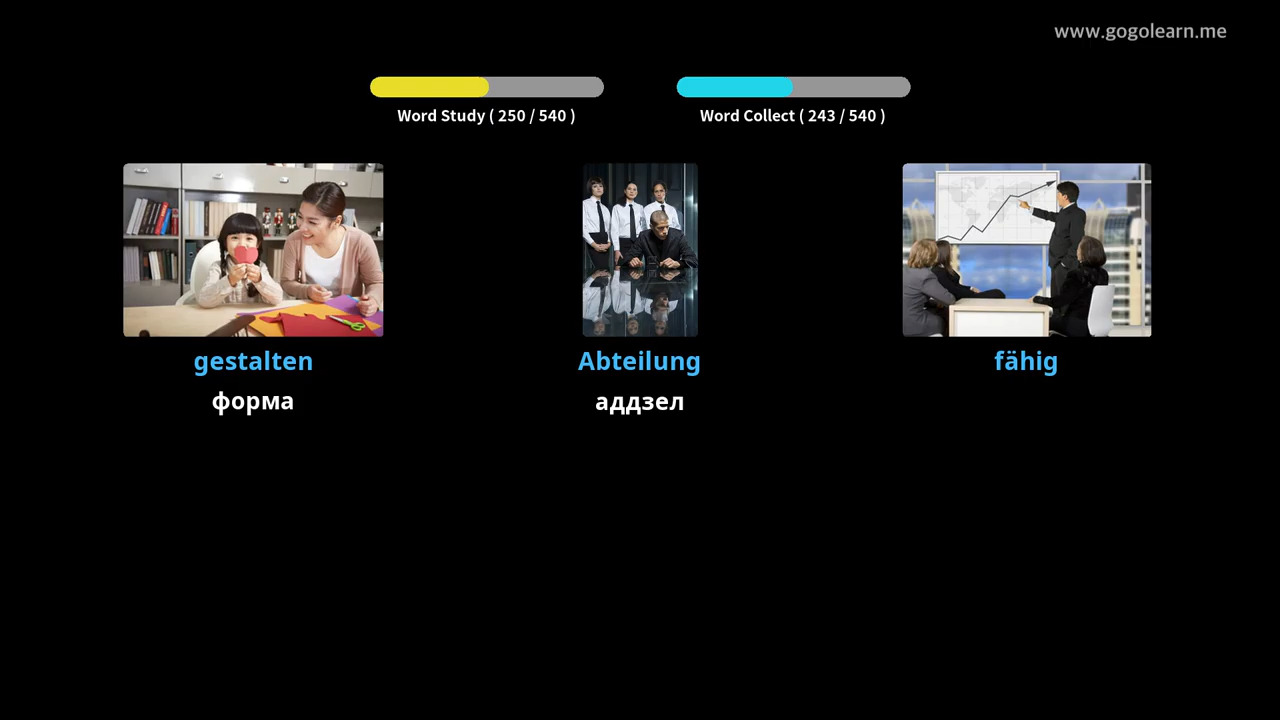 www.gogolearn.me
Word Study ( 250 / 540 )
Word Collect ( 243 / 540 )
gestalten
форма
Abteilung
аддзел
fähig